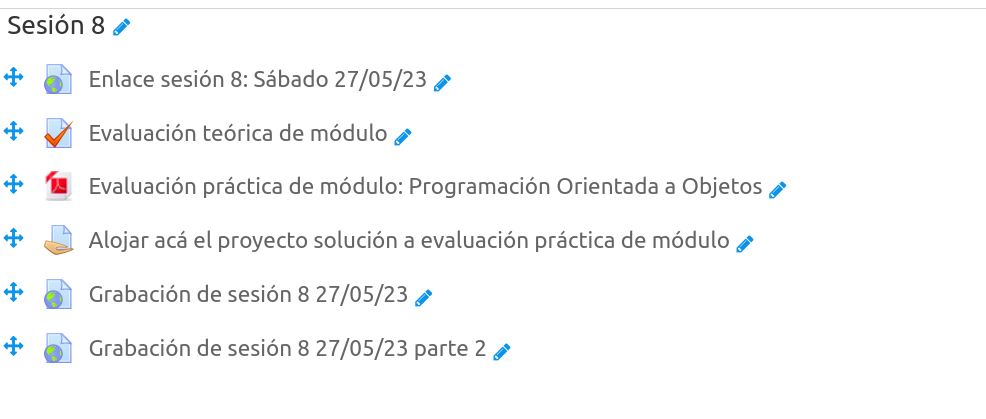 Sesión 8
Enlace sesión 8: Sábado 27/05/23
Evaluación teórica de módulo
Evaluación práctica de módulo: Programación Orientada a Objetos
Alojar acá el proyecto solución a evaluación práctica de módulo
Grabación de sesión 8 27/05/23
Grabación de sesión 8 27/05/23 parte 2